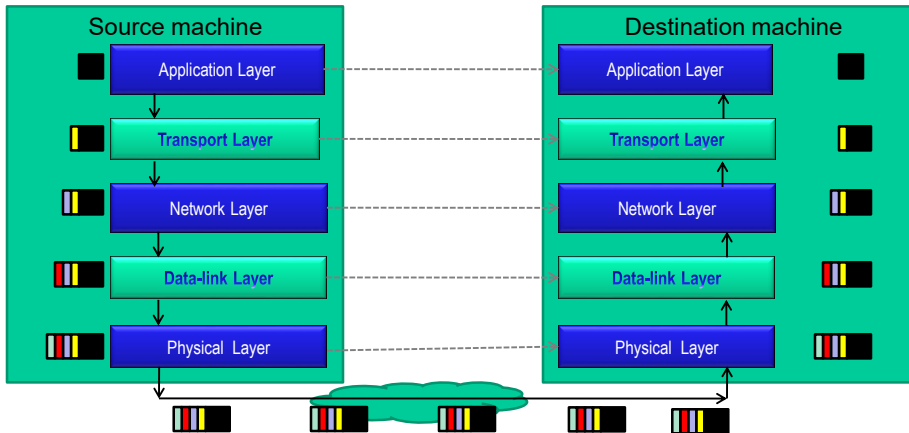 Source machine
Destination machine
Application Layer
Application Layer
Transport Layer
Transport Layer
Network Layer
Network Layer
Data-link Layer
Data-link Layer
Physical Layer
Physical Layer